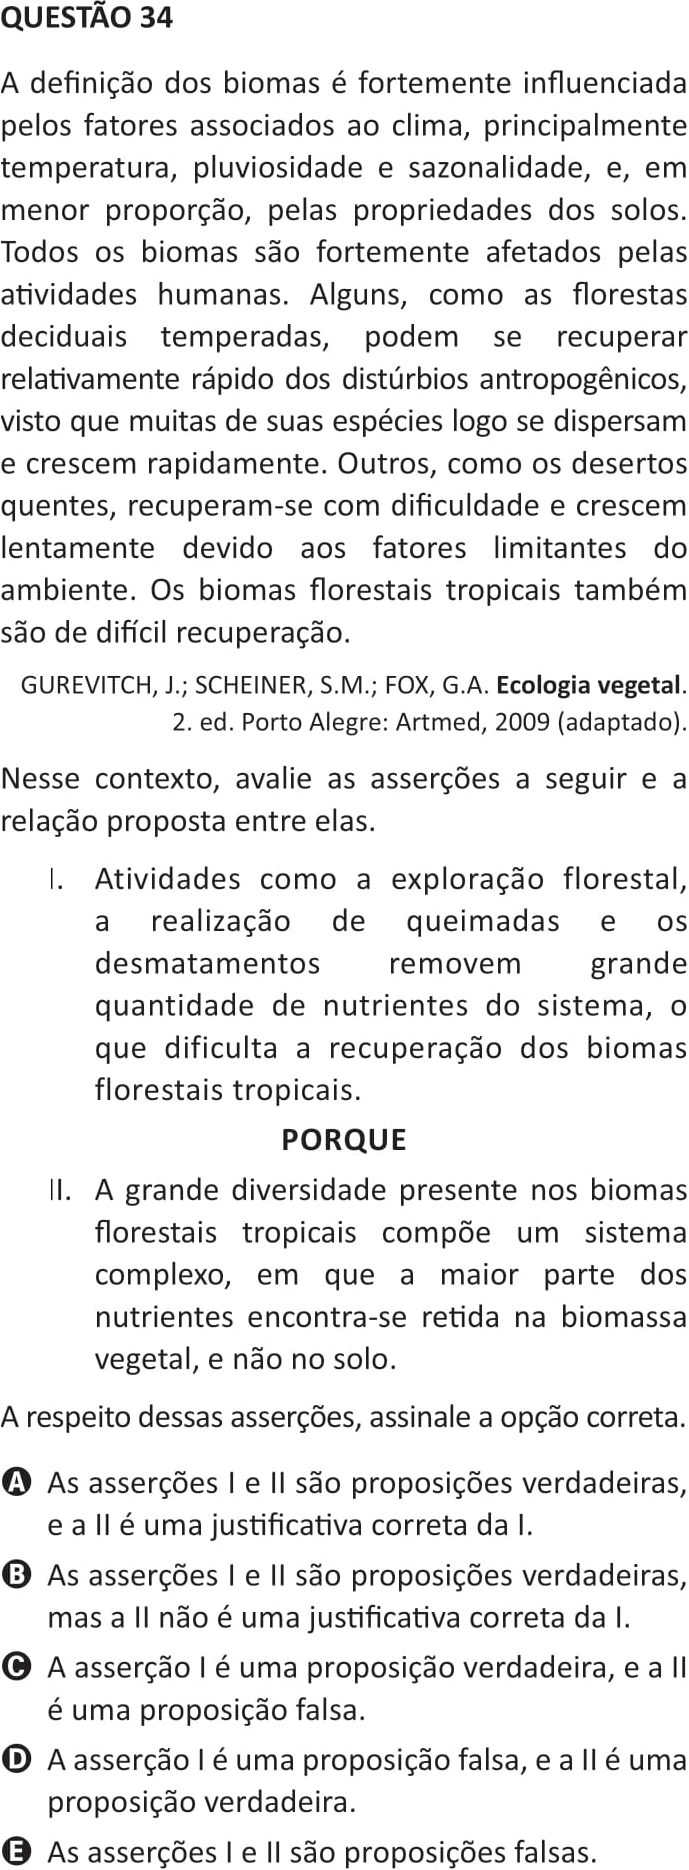 QUESTÃO 34
A definição dos biomas é fortemente influenciada
pelos fatores associados ao clima, principalmente
temperatura, pluviosidade e sazonalidade, e, em
menor proporção, pelas propriedades dos solos.
Todos os biomas são fortemente afetados pelas
atividades humanas. Alguns, como as florestas
deciduais temperadas, podem se recuperar
relativamente rápido dos distúrbios antropogênicos,
visto que muitas de suas espécies logo se dispersam
e crescem rapidamente. Outros, como os desertos
quentes, recuperam-se com dificuldade e crescem
lentamente devido aos fatores limitantes do
ambiente. Os biomas florestais tropicais também
são de difícil recuperação.
GUREVITCH, J.; SCHEINER, S.M.; FOX, G.A. Ecologia vegetal.
2. ed. Porto Alegre: Artmed, 2009 (adaptado).
Nesse contexto, avalie as asserções a seguir e a
relação proposta entre elas.
I. Atividades como a exploração florestal,
a realização de queimadas e os
desmatamentos removem grande
quantidade de nutrientes do sistema, o
que dificulta a recuperação dos biomas
florestais tropicais.
PORQUE
II. A grande diversidade presente nos biomas
florestais tropicais compõe um sistema
complexo, em que a maior parte dos
nutrientes encontra-se retida na biomassa
vegetal, e não no solo.
A respeito dessas asserções, assinale a opção correta.
A As asserções I e II são proposições verdadeiras,
e a II é uma justificativa correta da I.
B As asserções I e II são proposições verdadeiras,
mas a II não é uma justificativa correta da I.
C A asserção I é uma proposição verdadeira, e a II
é uma proposição falsa.
D A asserção I é uma proposição falsa, e a II é uma
proposição verdadeira.
E As asserções I e II são proposições falsas.